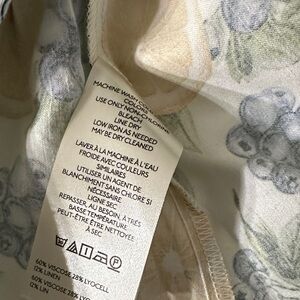 MACHINE WASH COLD
COLORS
USE ONLY NON-CHLORINE
BLEACH
LINE DRY
LOW IRON AS NEEDED
MAY BE DRY CLEANED
LAVER À LA MACHINE À L'EAU
FROIDE AVEC COULEURS
SIMILAIRES
UTILISER UN AGENT DE
BLANCHIMENT SANS CHLORE SI
NÉCESSAIRE
LIGNE SEC
REPASSER, AU BESOIN, À TRÈS
BASSE TEMPÉRATURE
PEUT-ÊTRE ÊTRE NETTOYÉE
À SEC
60% VISCOSE 28% LYOCELL
12% LINEN
60% VISCOSE 28% LYOCELL
12% LIN